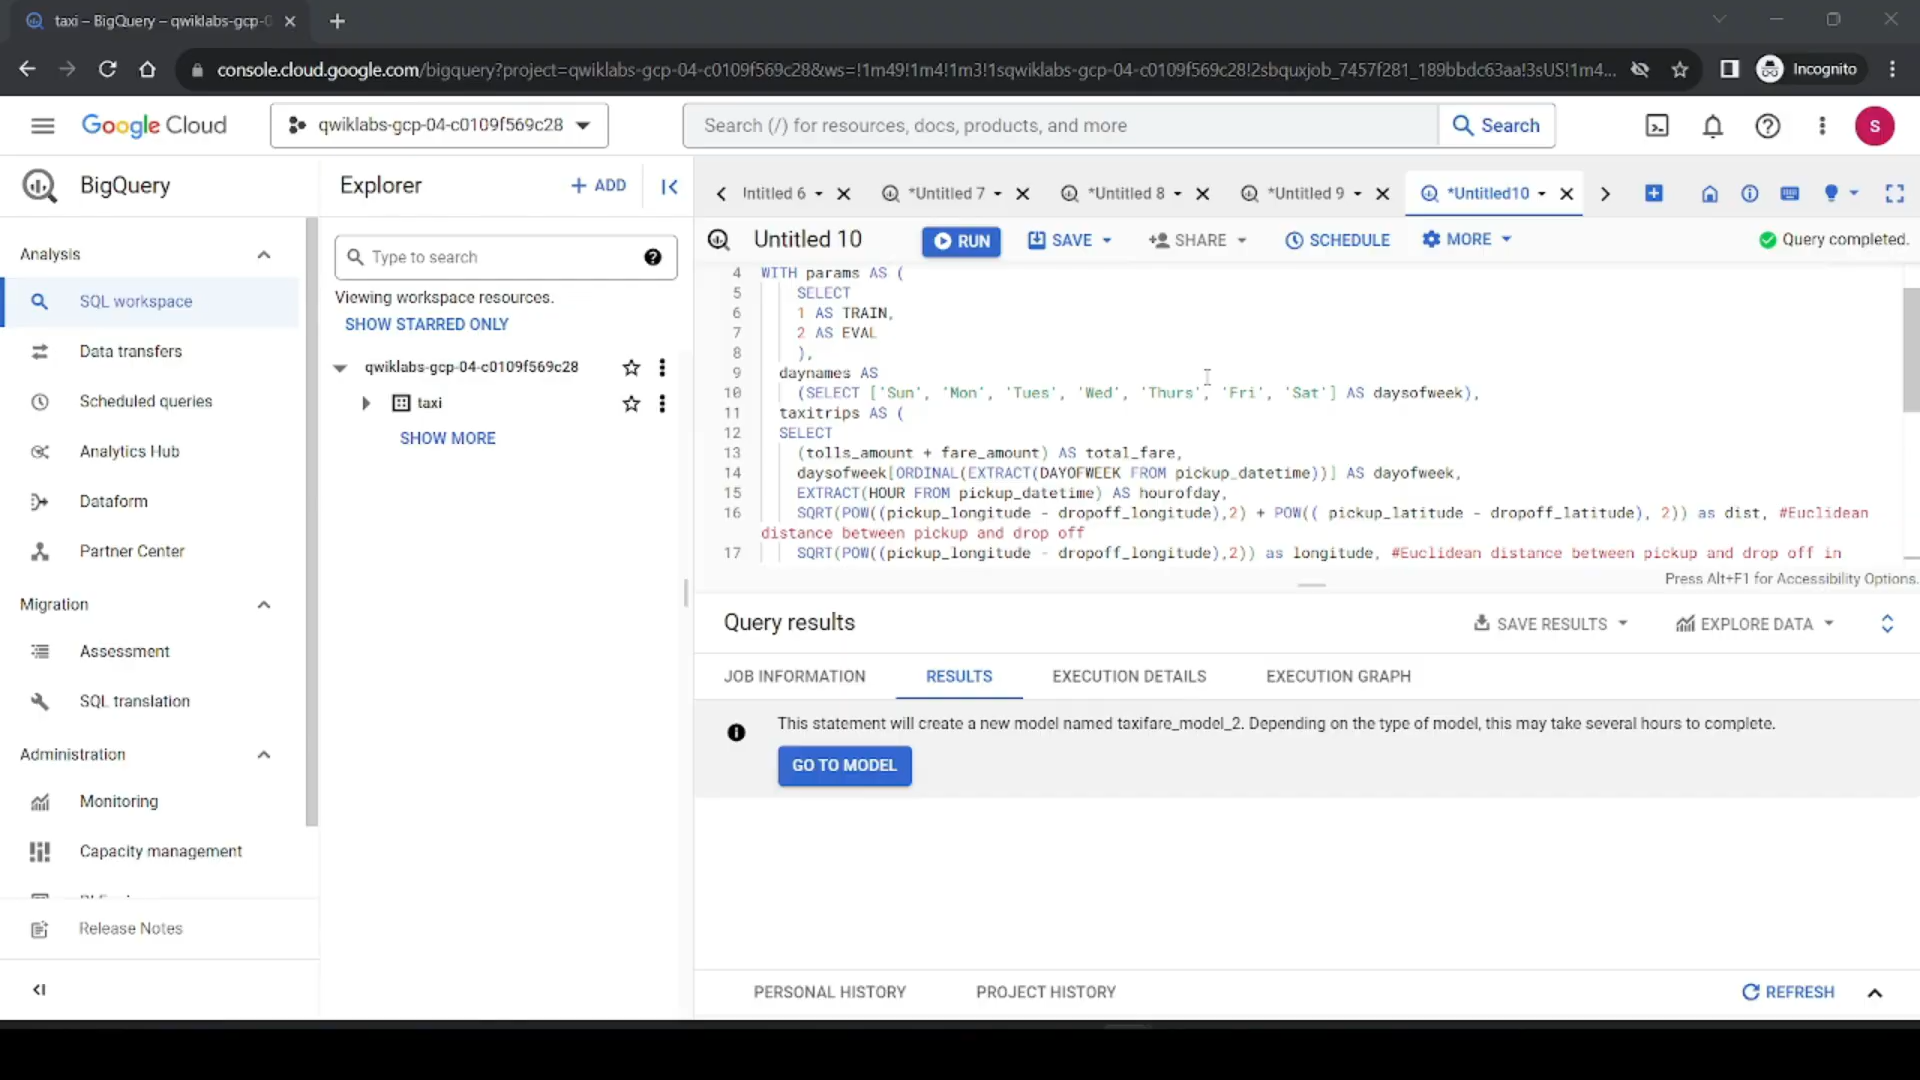 taxi – BigQuery – qwiklabs-gcp-0
console.cloud.google.com/bigquery?project=qwiklabs-gcp-04-c0109f569c28&ws=!1m49!1m4!1m3!1sqwiklabs-gcp-04-c0109f569c28!2sbquxjob_7457f281_189bbdc63aa!3sUS!1m4...
Incognito
Google Cloud
qwiklabs-gcp-04-c0109f569c28
Search (/) for resources, docs, products, and more
Search
S
BigQuery
Analysis
SQL workspace
Data transfers
Scheduled queries
Analytics Hub
Dataform
Partner Center
Migration
Assessment
SQL translation
Administration
Monitoring
Capacity management
Release Notes
Explorer
+ ADD
Type to search
Viewing workspace resources.
SHOW STARRED ONLY
qwiklabs-gcp-04-c0109f569c28
taxi
SHOW MORE
Intitled 6
*Untitled 7
*Untitled 8
*Untitled 9
*Untitled10
Untitled 10
RUN
SAVE
SHARE
SCHEDULE
MORE
Query completed.
4 WITH params AS (
5 SELECT
6 1 AS TRAIN,
7 2 AS EVAL
8 ),
9 daynames AS
10 (SELECT ['Sun', 'Mon', 'Tues', 'Wed', 'Thurs', 'Fri', 'Sat'] AS daysofweek),
11 taxitrips AS (
12 SELECT
13 (tolls_amount + fare_amount) AS total_fare,
14 daysofweek[ORDINAL(EXTRACT(DAYOFWEEK FROM pickup_datetime))] AS dayofweek,
15 EXTRACT(HOUR FROM pickup_datetime) AS hourofday,
16 SQRT(POW((pickup_longitude - dropoff_longitude),2) + POW(( pickup_latitude - dropoff_latitude), 2)) as dist, #Euclidean
distance between pickup and drop off
17 SQRT(POW((pickup_longitude - dropoff_longitude),2)) as longitude, #Euclidean distance between pickup and drop off in
Press Alt+F1 for Accessibility Options.
Query results
SAVE RESULTS
EXPLORE DATA
JOB INFORMATION
RESULTS
EXECUTION DETAILS
EXECUTION GRAPH
This statement will create a new model named taxifare_model_2. Depending on the type of model, this may take several hours to complete.
GO TO MODEL
PERSONAL HISTORY
PROJECT HISTORY
REFRESH